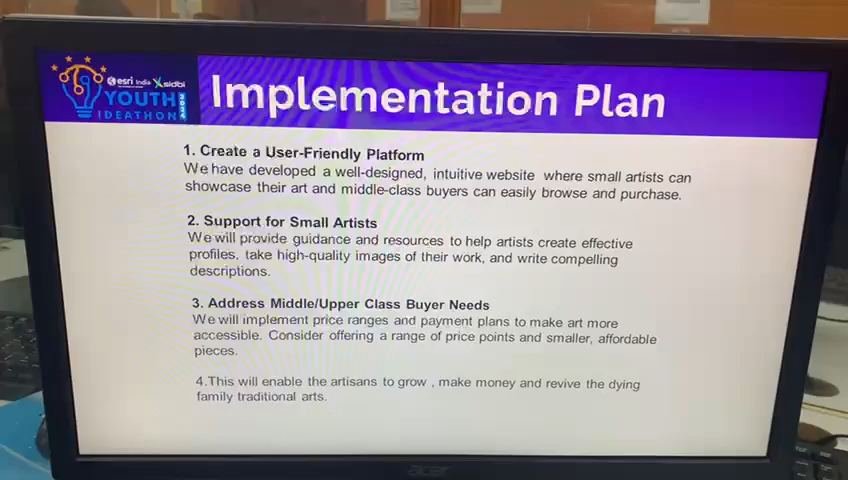 esri India sidbi
YOUTH 2024
IDEATHON
Implementation Plan
1. Create a User-Friendly Platform
We have developed a well-designed, intuitive website where small artists can
showcase their art and middle-class buyers can easily browse and purchase.
2. Support for Small Artists
We will provide guidance and resources to help artists create effective
profiles, take high-quality images of their work, and write compelling
descriptions.
3. Address Middle/Upper Class Buyer Needs
We will implement price ranges and payment plans to make art more
accessible. Consider offering a range of price points and smaller, affordable
pieces.
4.This will enable the artisans to grow , make money and revive the dying
family traditional arts.
acer